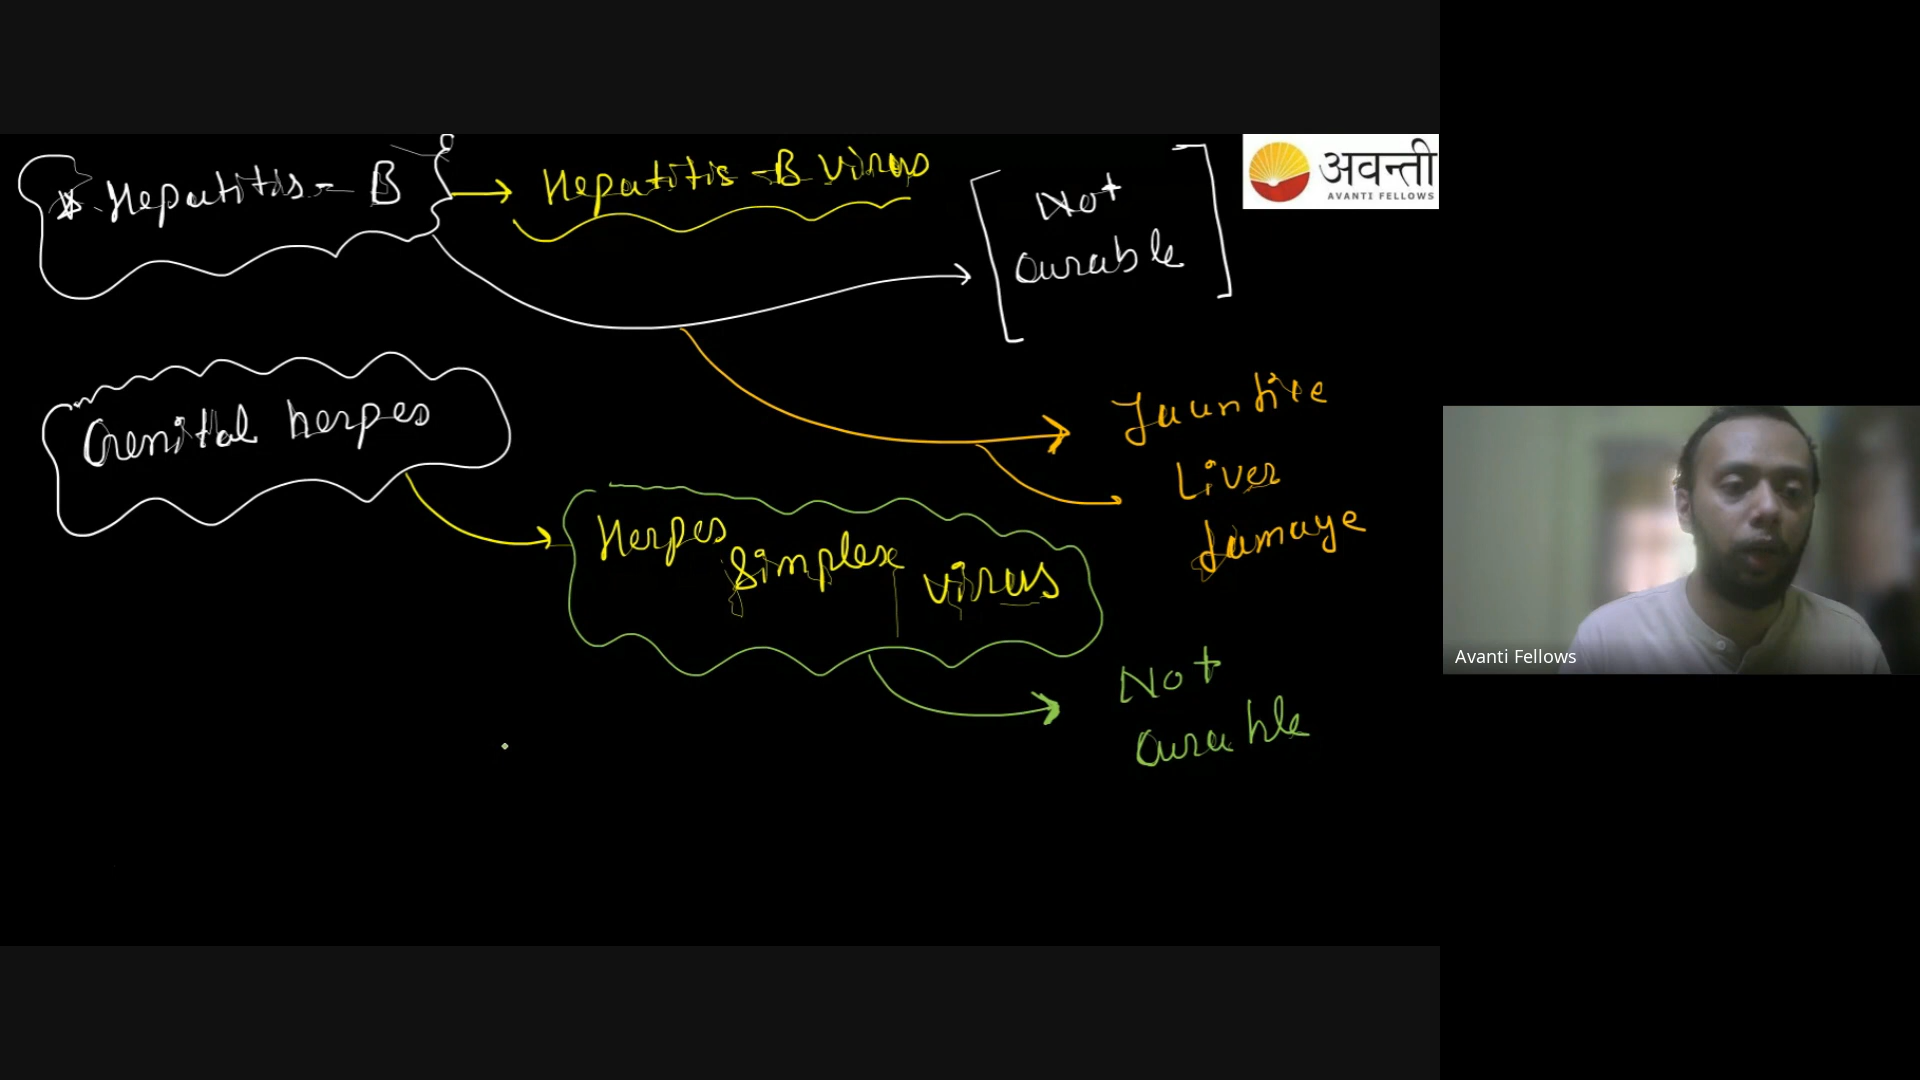 * Hepatitis - B
Hepatitis - B virus
Not
curable
अवन्ती
AVANTI FELLOWS
Jaundice
Liver
damage
Genital herpes
Herpes simplex virus
Not
curable
Avanti Fellows